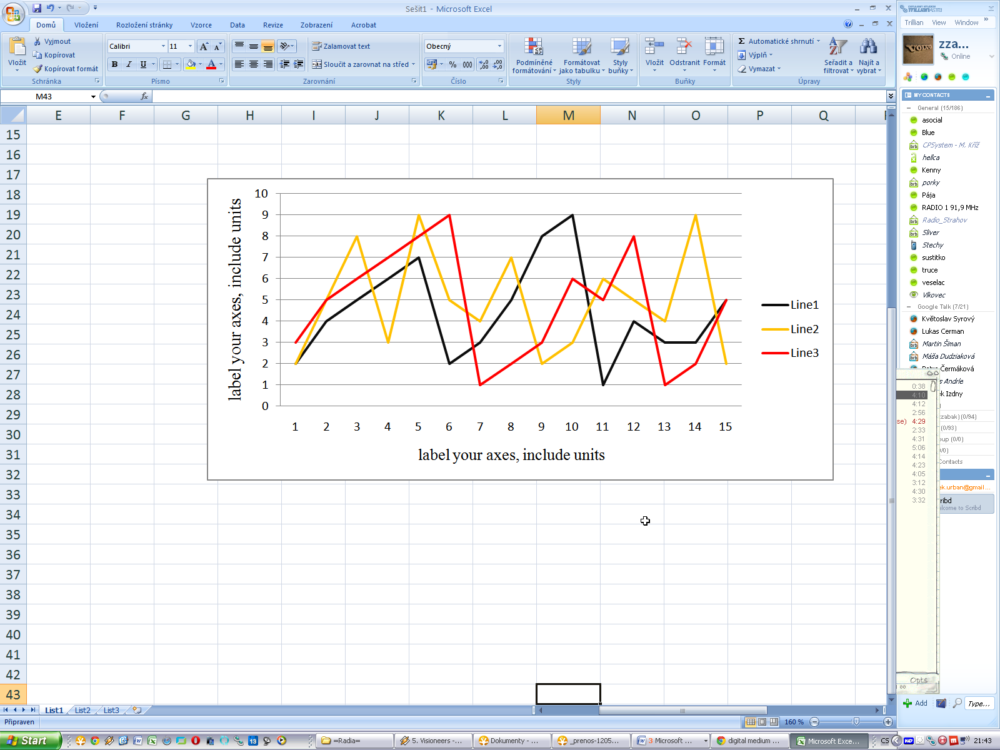 Sešit1 - Microsoft Excel
Domů Vložení Rozložení stránky Vzorce Data Revize Zobrazení Acrobat
Vložit
Vyjmout
Kopírovat
Kopírovat formát
Schránka
Calibri 11
B I U
Písmo
Zalamovat text
Sloučit a zarovnat na střed
Zarovnání
Obecný
% 000
Číslo
Podmíněné formátování
Formátovat jako tabulku
Styly buňky
Styly
Vložit Odstranit Formát
Buňky
Σ Automatické shrnutí
Výplň
Vymazat
Seřadit a filtrovat
Najít a vybrat
Úpravy
M43
fx
E F G H I J K L M N O P Q
15
16
17
18
19
20
21
22
23
24
25
26
27
28
29
30
31
32
33
34
35
36
37
38
39
40
41
42
43
label your axes, include units
10
9
8
7
6
5
4
3
2
1
0
1 2 3 4 5 6 7 8 9 10 11 12 13 14 15
label your axes, include units
Line1
Line2
Line3
List1 List2 List3
Připraven
160 %
Trillian View Window
zza...
Online
MY CONTACTS
General (15/186)
asocial
Blue
CPSystem - M. Kříž
hellca
Kenny
porky
Pája
RADIO 1 91,9 MHz
Radio_Strahov
Sliver
Stechy
sustitko
truce
veselac
Vlkovec
Google Talk (7/21)
Květoslav Syrový
Lukas Cerman
Martin Šiman
Máša Dudziaková
Čermáková
s Andrle
ek Izdny
zabak) (0/94)
(0/93)
oup (0/0)
/0)
Contacts
ek.urban@gmail...
ribd
elcome to Scribd
0:38
4:10
4:12
2:56
se) 4:29
2:33
4:31
5:06
4:14
4:23
4:05
3:12
4:30
3:32
Opts
00
Add Type...
Start
=Radia=
5. Visioneers -...
Dokumenty - ...
_prenos-1205...
3 Microsoft ...
digital medium ...
Microsoft Exce...
CS
13
21:43